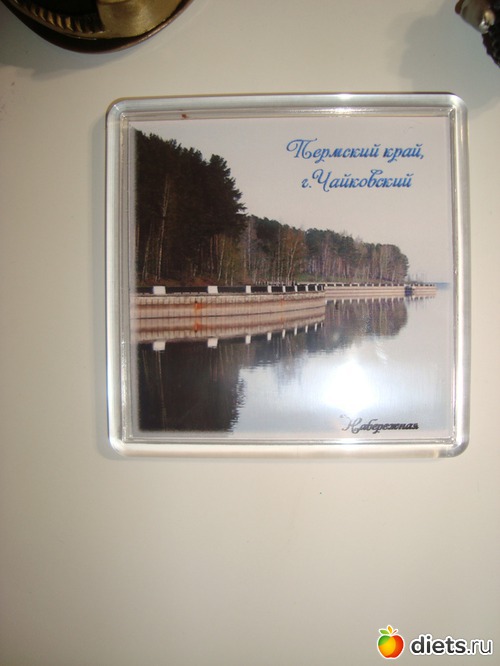 Пермский край,
г.Чайковский
Набережная
diets.ru